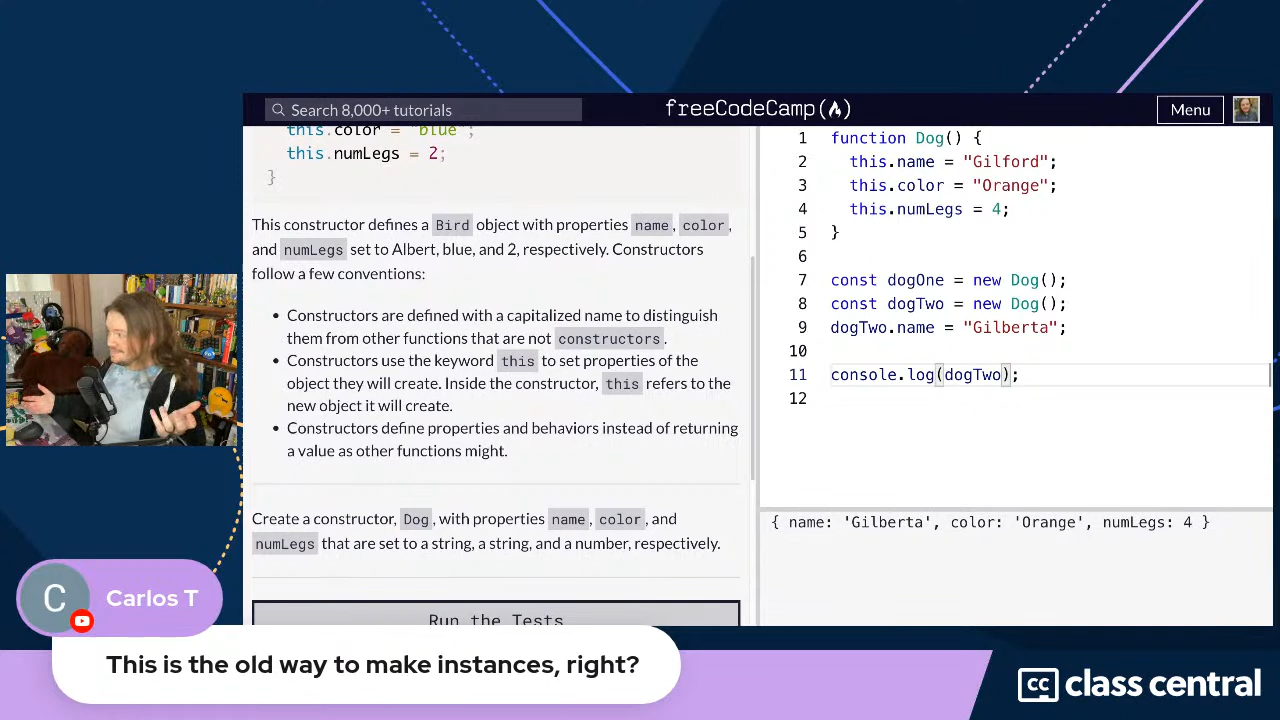 Search 8,000+ tutorials
freeCodeCamp
Menu
this.color = "blue";
this.numLegs = 2;
}
This constructor defines a Bird object with properties name, color,
and numLegs set to Albert, blue, and 2, respectively. Constructors
follow a few conventions:
• Constructors are defined with a capitalized name to distinguish
them from other functions that are not constructors.
• Constructors use the keyword this to set properties of the
object they will create. Inside the constructor, this refers to the
new object it will create.
• Constructors define properties and behaviors instead of returning
a value as other functions might.
Create a constructor, Dog, with properties name, color, and
numLegs that are set to a string, a string, and a number, respectively.
Run the Tests
1 function Dog() {
2 this.name = "Gilford";
3 this.color = "Orange";
4 this.numLegs = 4;
5 }
6
7 const dogOne = new Dog();
8 const dogTwo = new Dog();
9 dogTwo.name = "Gilberta";
10
11 console.log(dogTwo);
12
{ name: 'Gilberta', color: 'Orange', numLegs: 4 }
C
Carlos T
This is the old way to make instances, right?
cc class central